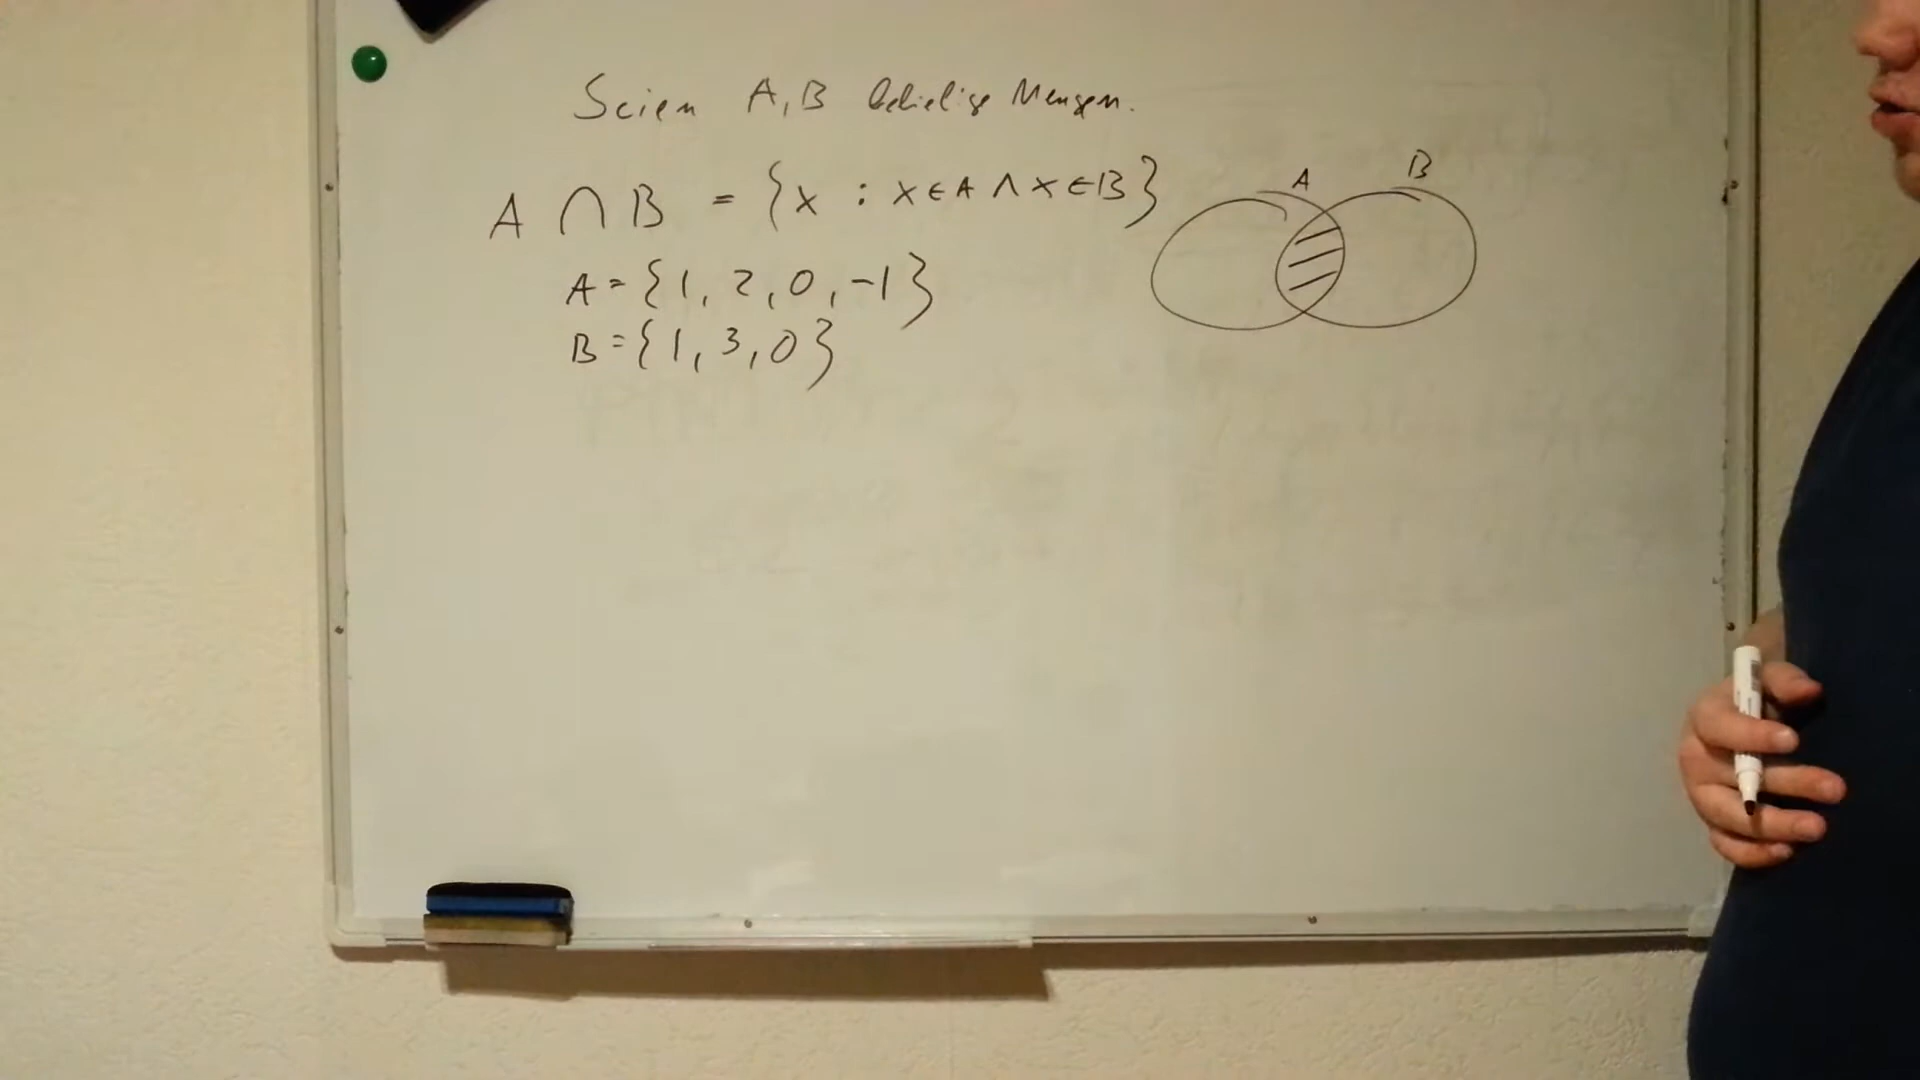 Seien A, B beliebige Mengen.
A ∩ B = {x : x ∈ A ∧ x ∈ B}
A B
A = {1, 2, 0, -1}
B = {1, 3, 0}